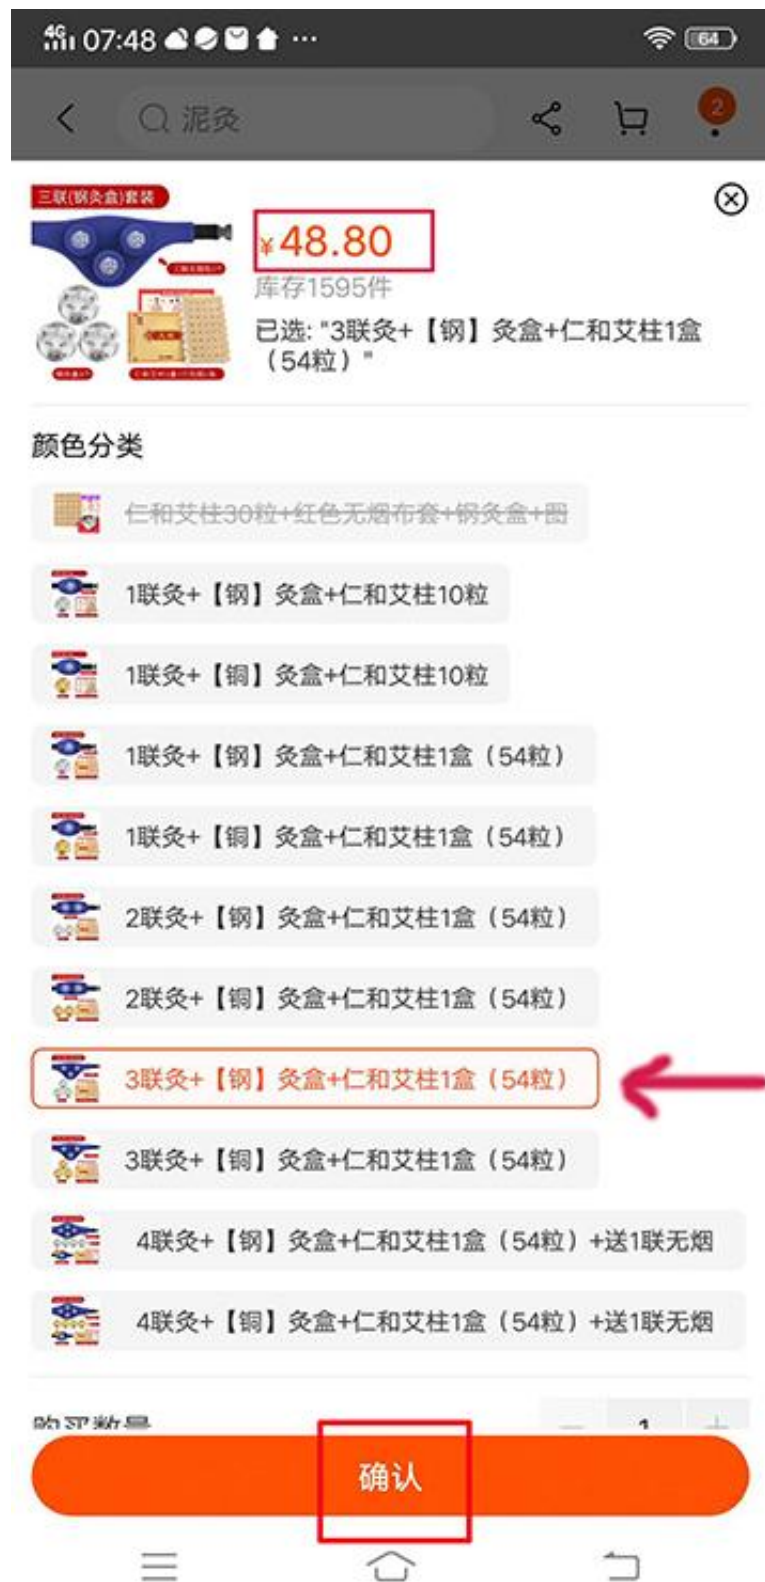 4G 07:48 ··· 64
泥灸
2
三联(钢灸盒)套装
¥48.80
库存1595件
已选: "3联灸+【钢】灸盒+仁和艾柱1盒
（54粒）"
颜色分类
仁和艾柱30粒+红色无烟布套+钢灸盒+图
1联灸+【钢】灸盒+仁和艾柱10粒
1联灸+【铜】灸盒+仁和艾柱10粒
1联灸+【钢】灸盒+仁和艾柱1盒（54粒）
1联灸+【铜】灸盒+仁和艾柱1盒（54粒）
2联灸+【钢】灸盒+仁和艾柱1盒（54粒）
2联灸+【铜】灸盒+仁和艾柱1盒（54粒）
3联灸+【钢】灸盒+仁和艾柱1盒（54粒）
3联灸+【铜】灸盒+仁和艾柱1盒（54粒）
4联灸+【钢】灸盒+仁和艾柱1盒（54粒）+送1联无烟
4联灸+【铜】灸盒+仁和艾柱1盒（54粒）+送1联无烟
购买数量 1
确认